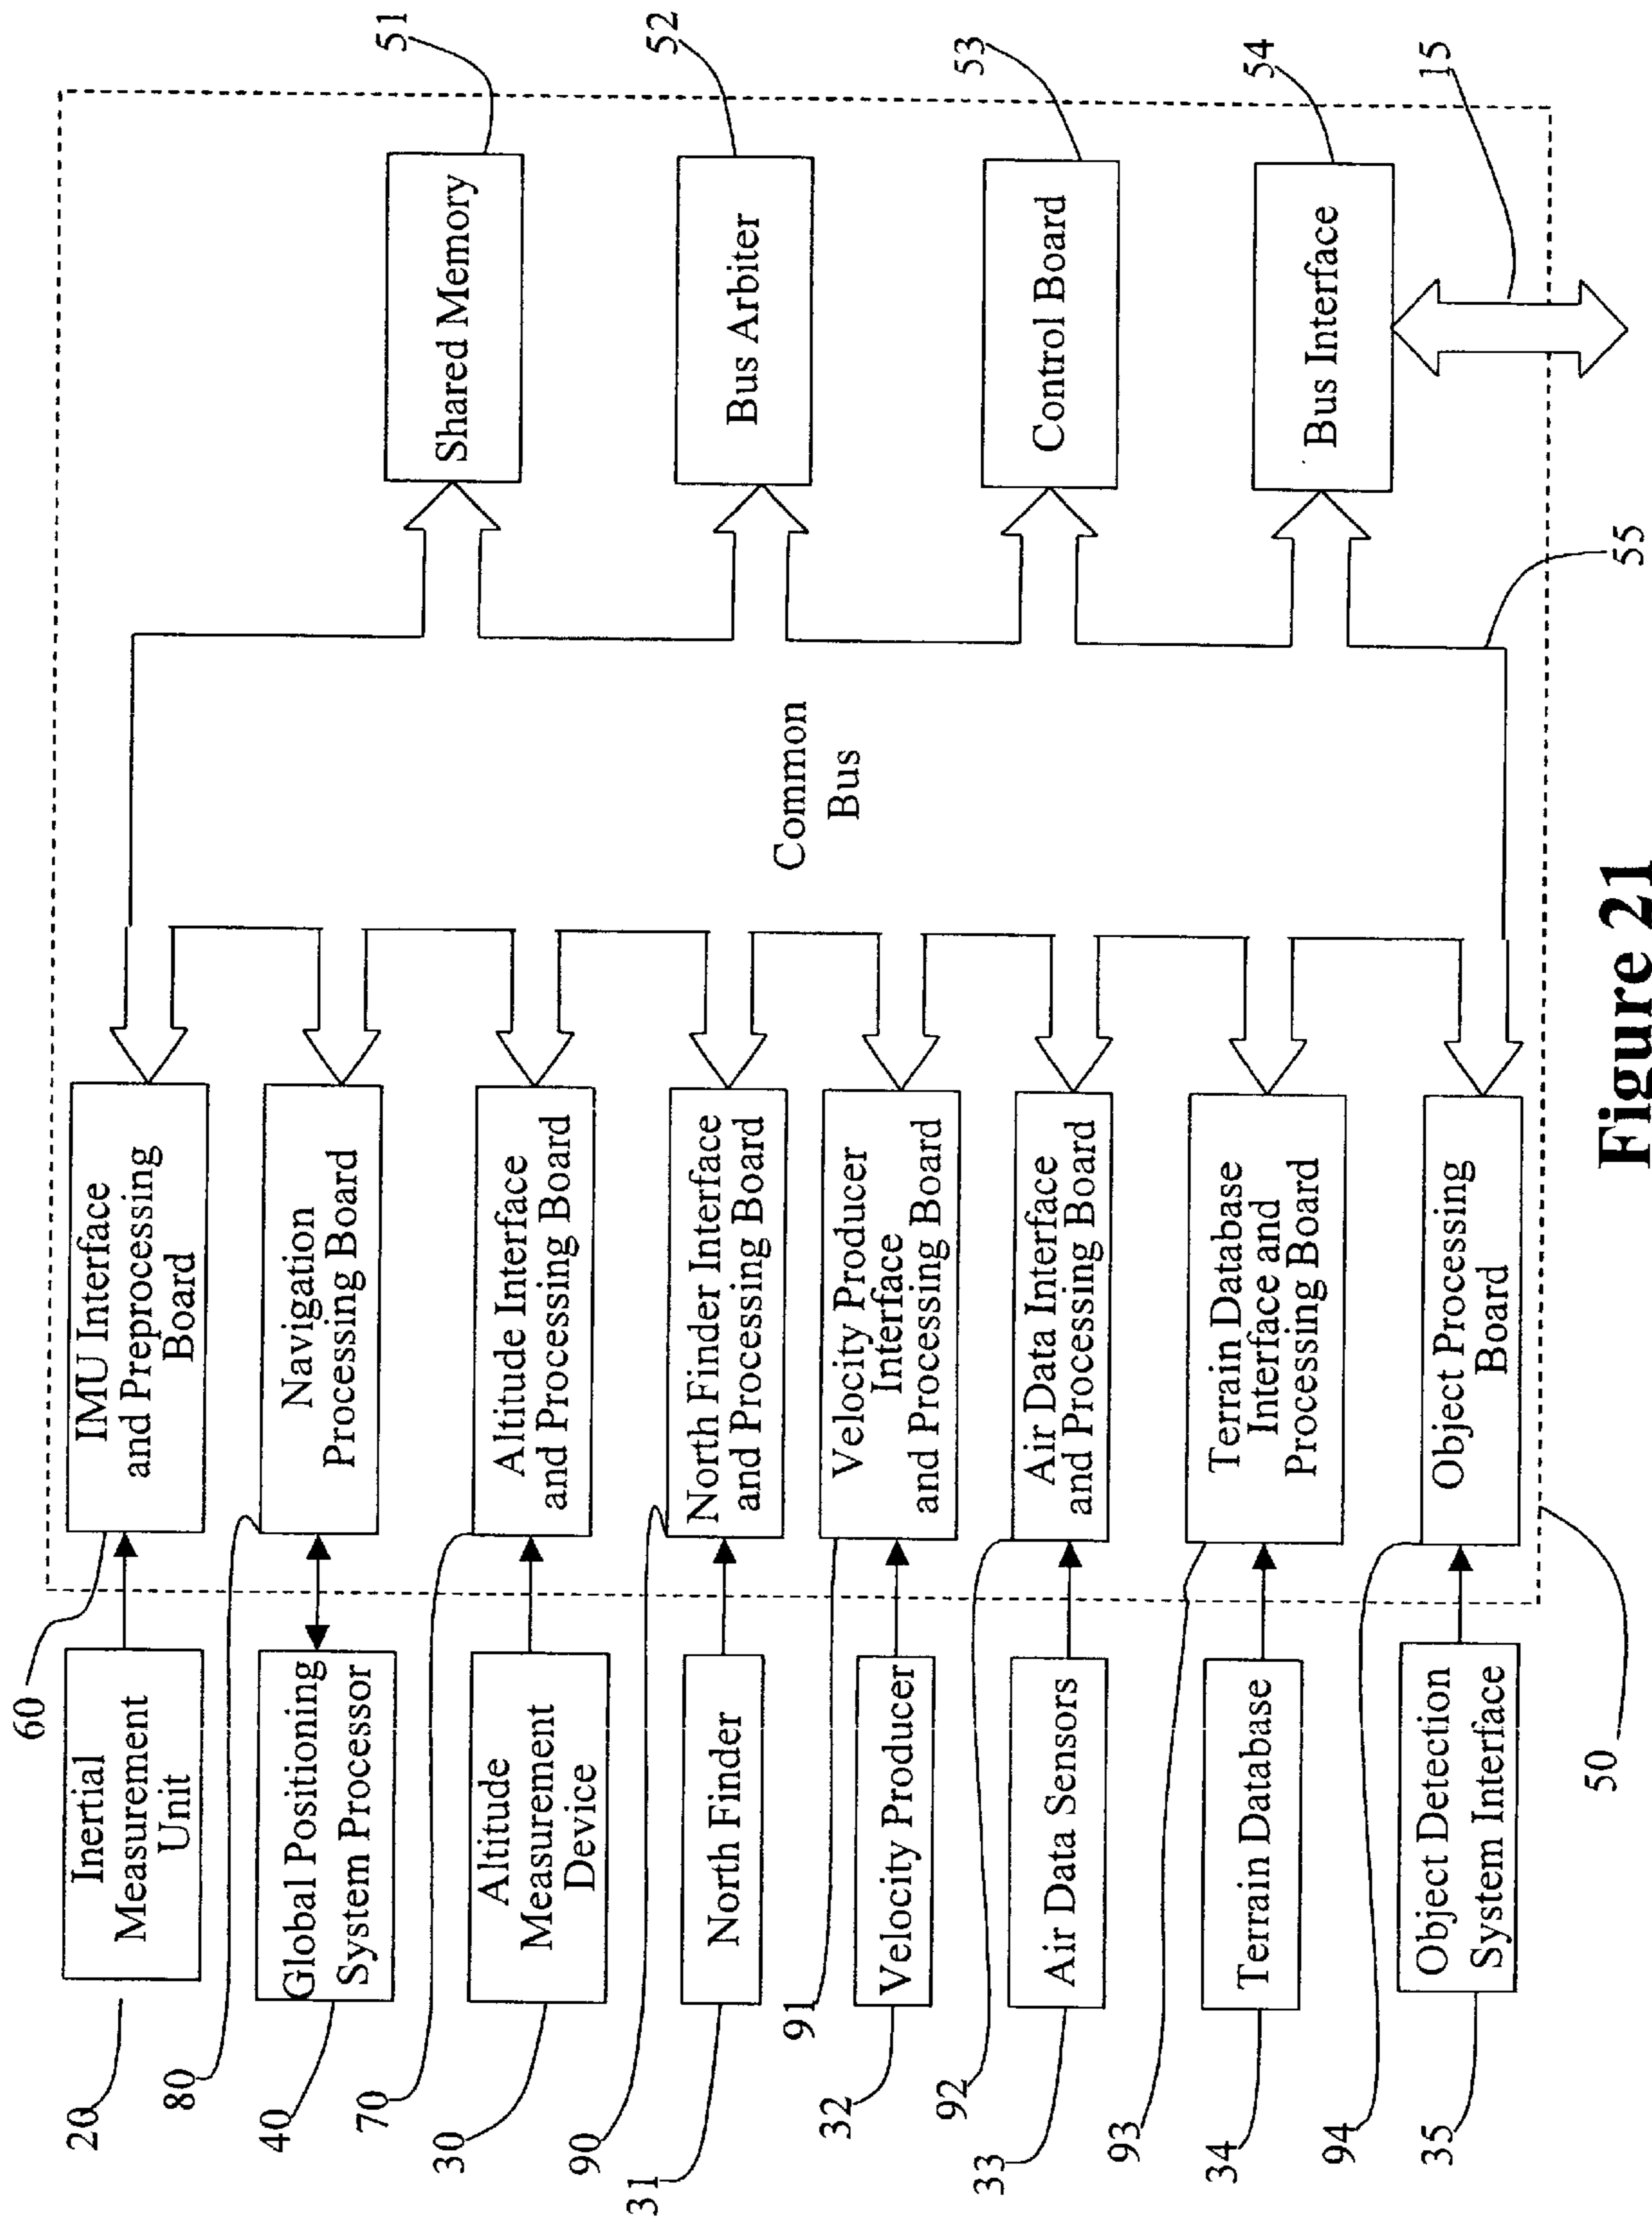 20
Inertial
Measurement
Unit
60
IMU Interface
and Preprocessing
Board
80
40
Global Positioning
System Processor
Navigation
Processing Board
70
30
Altitude
Measurement
Device
Altitude Interface
and Processing Board
90
31
North Finder
North Finder Interface
and Processing Board
91
32
Velocity Producer
Velocity Producer
Interface
and Processing Board
92
33
Air Data Sensors
Air Data Interface
and Processing Board
93
34
Terrain Database
Terrain Database
Interface and
Processing Board
94
35
Object Detection
System Interface
Object Processing
Board
50
Common
Bus
55
Shared Memory
51
Bus Arbiter
52
Control Board
53
Bus Interface
54
15
Figure 21